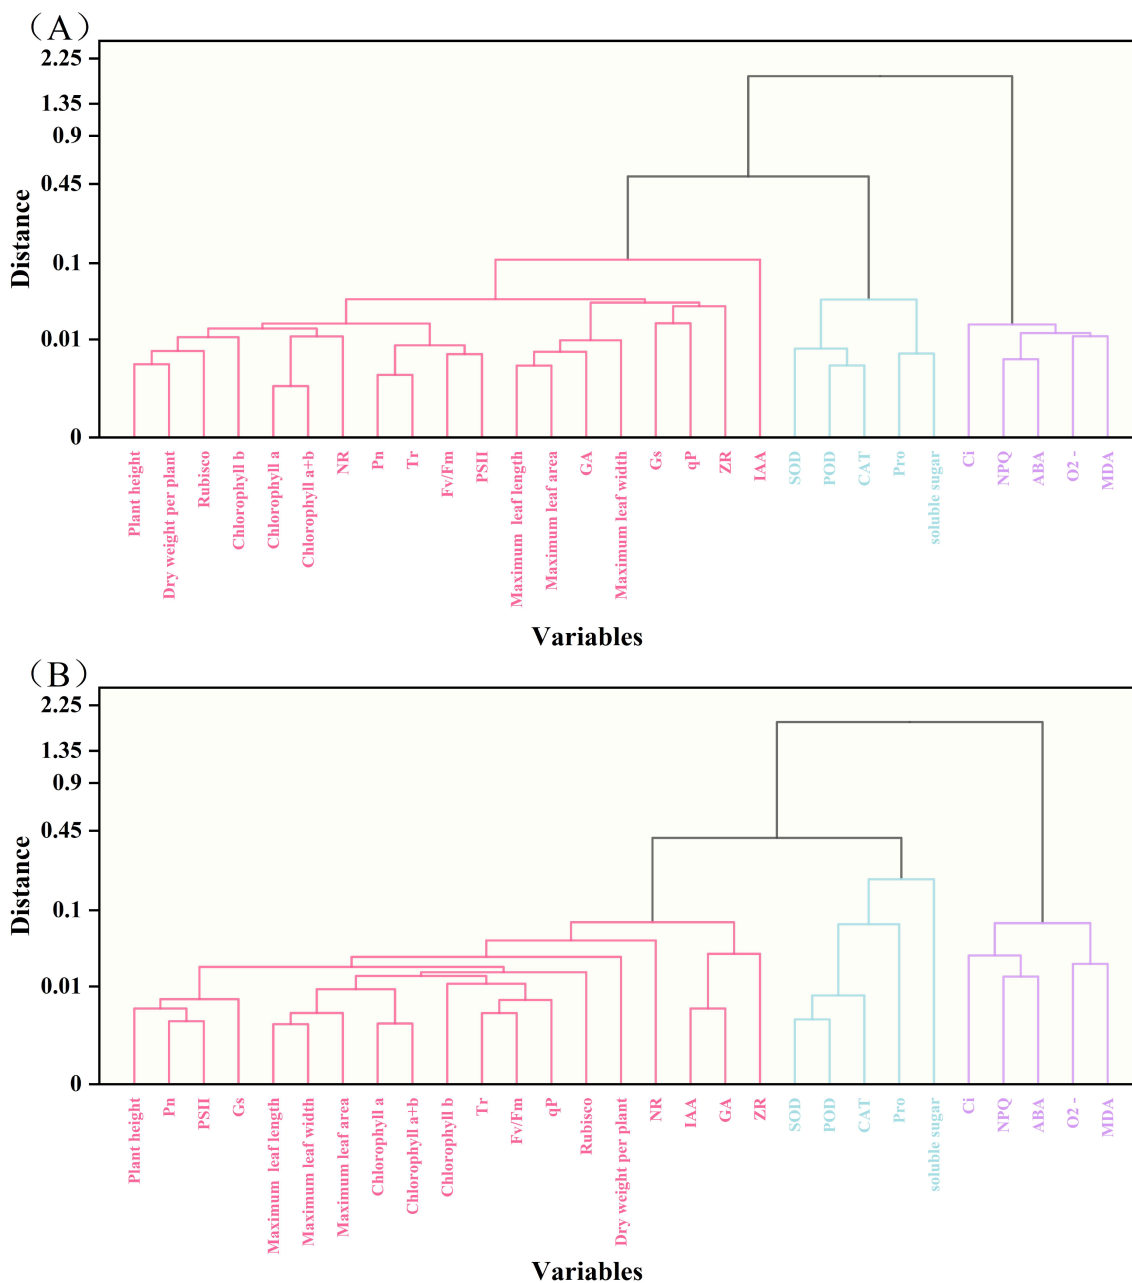 （A）
2.25
1.35
0.9
0.45
0.1
0.01
0
Distance
Plant height
Dry weight per plant
Rubisco
Chlorophyll b
Chlorophyll a
Chlorophyll a+b
NR
Pn
Tr
Fv/Fm
PSII
Maximum leaf length
Maximum leaf area
GA
Maximum leaf width
Gs
qP
ZR
IAA
SOD
POD
CAT
Pro
soluble sugar
Ci
NPQ
ABA
O2 -
MDA
Variables
（B）
2.25
1.35
0.9
0.45
0.1
0.01
0
Distance
Plant height
Pn
PSII
Gs
Maximum leaf length
Maximum leaf width
Maximum leaf area
Chlorophyll a
Chlorophyll a+b
Chlorophyll b
Tr
Fv/Fm
qP
Rubisco
Dry weight per plant
NR
IAA
GA
ZR
SOD
POD
CAT
Pro
soluble sugar
Ci
NPQ
ABA
O2 -
MDA
Variables